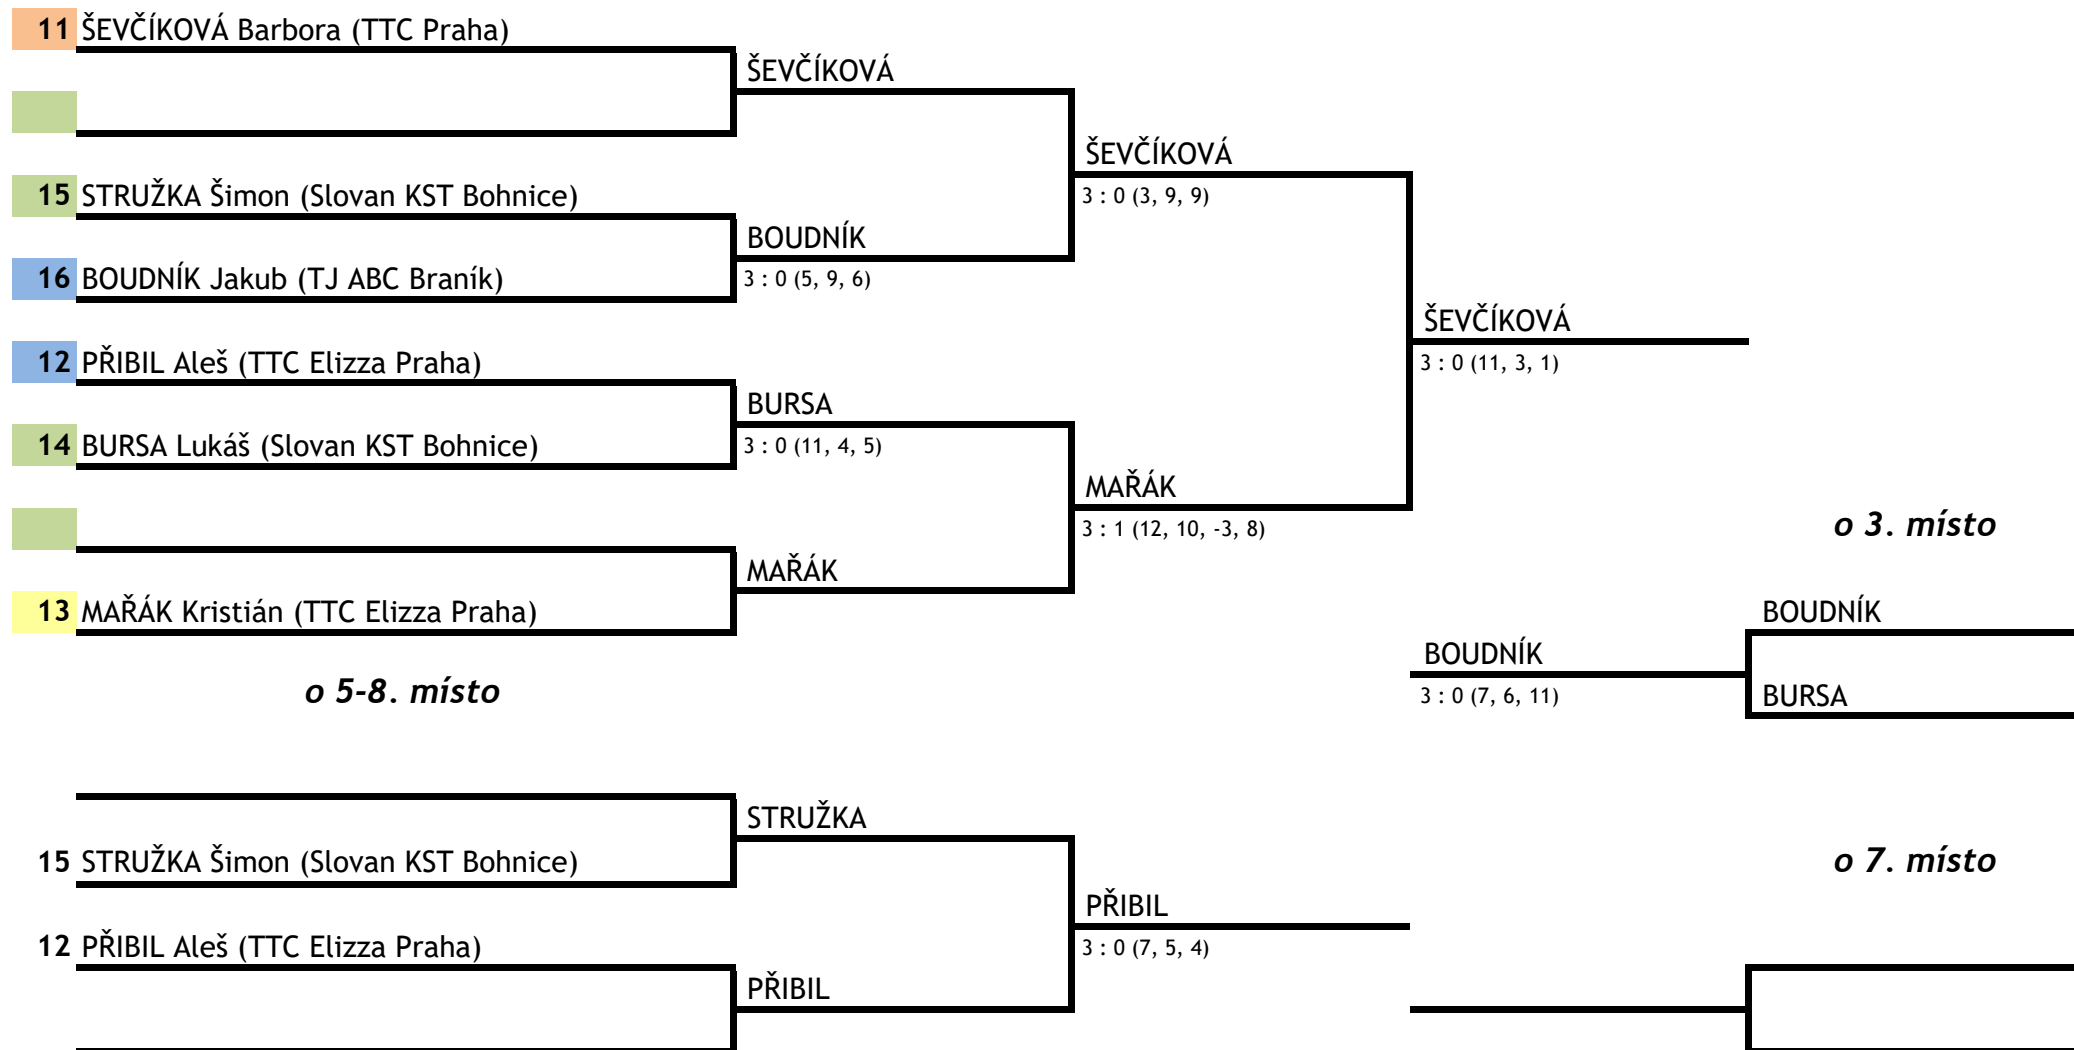 11 ŠEVČÍKOVÁ Barbora (TTC Praha)
ŠEVČÍKOVÁ
ŠEVČÍKOVÁ
15 STRUŽKA Šimon (Slovan KST Bohnice)
3 : 0 (3, 9, 9)
BOUDNÍK
16 BOUDNÍK Jakub (TJ ABC Braník)
3 : 0 (5, 9, 6)
ŠEVČÍKOVÁ
12 PŘIBIL Aleš (TTC Elizza Praha)
3 : 0 (11, 3, 1)
BURSA
14 BURSA Lukáš (Slovan KST Bohnice)
3 : 0 (11, 4, 5)
MAŘÁK
3 : 1 (12, 10, -3, 8)
o 3. místo
MAŘÁK
13 MAŘÁK Kristián (TTC Elizza Praha)
BOUDNÍK
BOUDNÍK
o 5-8. místo
3 : 0 (7, 6, 11)
BURSA
STRUŽKA
15 STRUŽKA Šimon (Slovan KST Bohnice)
o 7. místo
PŘIBIL
12 PŘIBIL Aleš (TTC Elizza Praha)
3 : 0 (7, 5, 4)
PŘIBIL